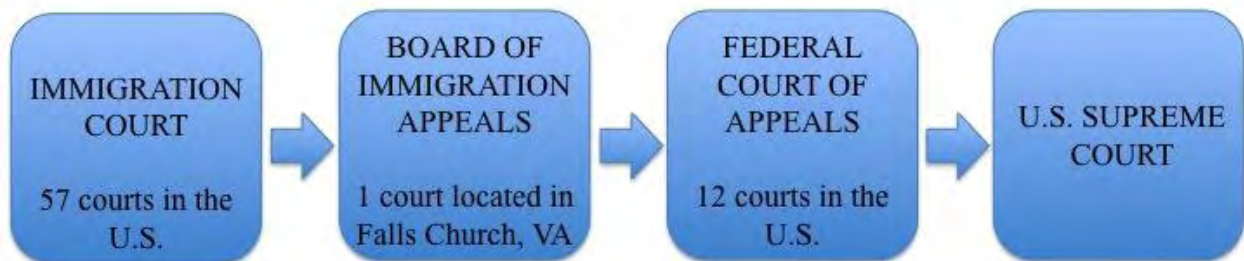 IMMIGRATION
COURT
57 courts in the
U.S.
BOARD OF
IMMIGRATION
APPEALS
1 court located in
Falls Church, VA
FEDERAL
COURT OF
APPEALS
12 courts in the
U.S.
U.S. SUPREME
COURT